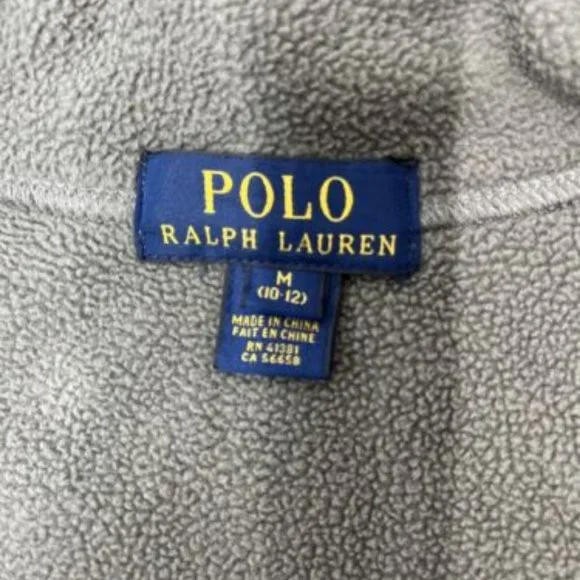 POLO
RALPH LAUREN
M
(10-12)
MADE IN CHINA
FAIT EN CHINE
RN 41381
CA 56658